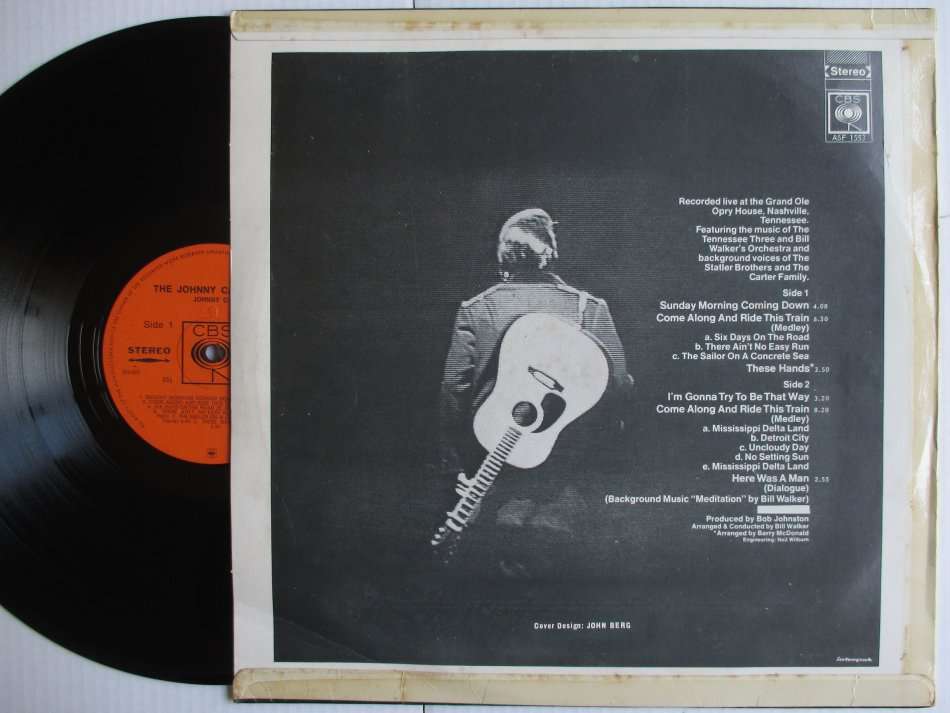 Stereo
CBS
ASF 1593
Recorded live at the Grand Ole
Opry House, Nashville,
Tennessee.
Featuring the music of The
Tennessee Three and Bill
Walker's Orchestra and
background voices of The
Statler Brothers and The
Carter Family.
Side 1
Sunday Morning Coming Down 4.08
Come Along And Ride This Train 6.30
(Medley)
a. Six Days On The Road
b. There Ain't No Easy Run
c. The Sailor On A Concrete Sea
These Hands* 2.50
Side 2
I'm Gonna Try To Be That Way 3.20
Come Along And Ride This Train 8.20
(Medley)
a. Mississippi Delta Land
b. Detroit City
c. Uncloudy Day
d. No Setting Sun
e. Mississippi Delta Land
Here Was A Man 2.55
(Dialogue)
(Background Music "Meditation" by Bill Walker)
Produced by Bob Johnston
Arranged & Conducted by Bill Walker
*Arranged by Barry McDonald
Engineering: Neil Wilburn
Cover Design: JOHN BERG
THE JOHNNY C
JOHNNY C
Side 1
CBS
STEREO